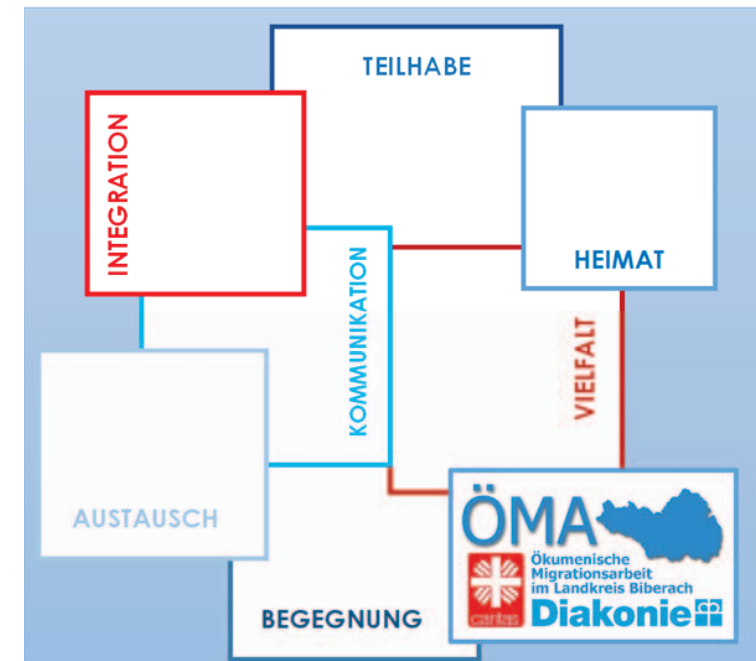 TEILHABE
INTEGRATION
HEIMAT
KOMMUNIKATION
VIELFALT
AUSTAUSCH
BEGEGNUNG
ÖMA
caritas
Ökumenische
Migrationsarbeit
im Landkreis Biberach
Diakonie